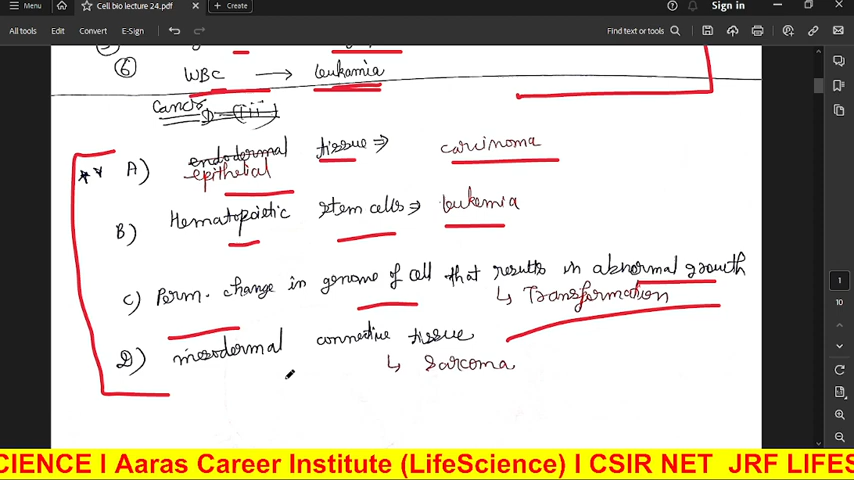 Menu
Cell bio lecture 24.pdf
+ Create
Sign in
All tools
Edit
Convert
E-Sign
Find text or tools
6
WBC → leukamia
A) endodermal tissue ⇒ carcinoma
epithelial
B) Hematopoietic stem cells ⇒ leukemia
C) Perm. change in genome of cell that results in abnormal growth
↳ Transformation
D) mesodermal connective tissue
↳ Sarcoma
1
10
CIENCE I Aaras Career Institute (LifeScience) I CSIR NET JRF LIFES